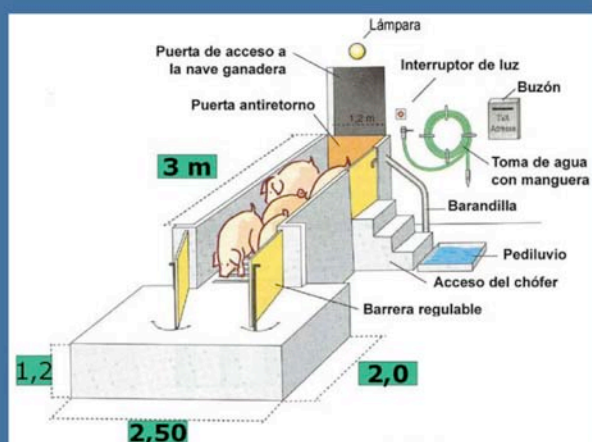 Lámpara
Puerta de acceso a
la nave ganadera
Interruptor de luz
Buzón
Puerta antiretorno
1,2 m
3 m
Toma de agua
con manguera
Barandilla
Pediluvio
Acceso del chófer
Barrera regulable
1,2
2,0
2,50